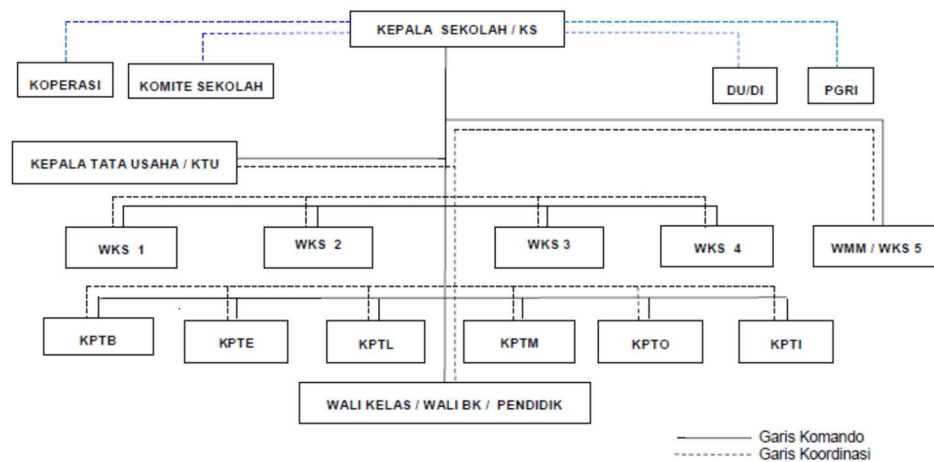 KEPALA SEKOLAH / KS
KOPERASI
KOMITE SEKOLAH
DU/DI
PGRI
KEPALA TATA USAHA / KTU
WKS 1
WKS 2
WKS 3
WKS 4
WMM / WKS 5
KPTB
KPTE
KPTL
KPTM
KPTO
KPTI
WALI KELAS / WALI BK / PENDIDIK
Garis Komando
Garis Koordinasi